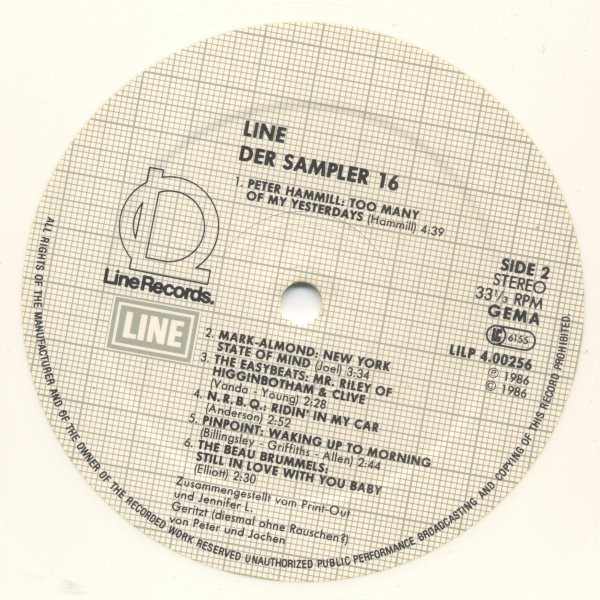 LINE
DER SAMPLER 16
1. PETER HAMMILL: TOO MANY
OF MY YESTERDAYS (Hammill) 4:39
Line Records.
LINE
SIDE 2
STEREO
33⅓ RPM
GEMA
LC 6155
LILP 4.00256
Ⓟ 1986
© 1986
2. MARK-ALMOND: NEW YORK
STATE OF MIND (Joel) 3:34
3. THE EASYBEATS: MR. RILEY OF
HIGGINBOTHAM & CLIVE
(Vanda - Young) 2:28
4. N.R.B.Q.: RIDIN' IN MY CAR
(Anderson) 2:52
5. PINPOINT: WAKING UP TO MORNING
(Billingsley - Griffiths - Allen) 2:44
6. THE BEAU BRUMMELS:
STILL IN LOVE WITH YOU BABY
(Elliott) 2:30
Zusammengestellt vom Print-Out
und Jennifer L.
Geritzt (diesmal ohne Rauschen?)
von Peter und Jochen
ALL RIGHTS OF THE MANUFACTURER AND OF THE OWNER OF THE RECORDED WORK RESERVED UNAUTHORIZED PUBLIC PERFORMANCE BROADCASTING AND COPYING OF THIS RECORD PROHIBITED.